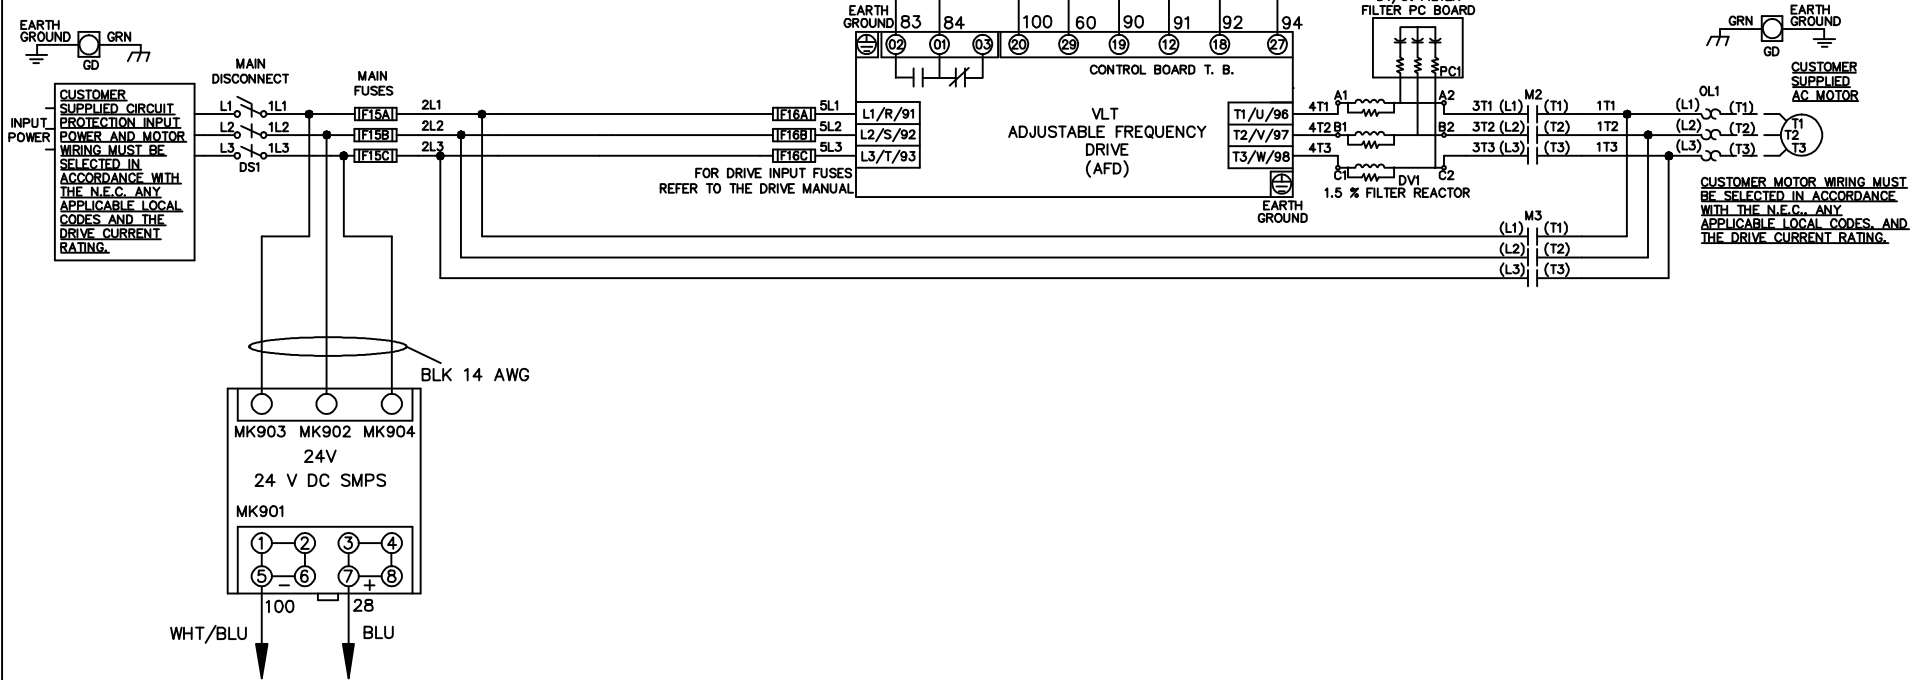 EARTH
GROUND
GRN
GD
CUSTOMER
SUPPLIED CIRCUIT
PROTECTION INPUT
POWER AND MOTOR
WIRING MUST BE
SELECTED IN
ACCORDANCE WITH
THE N.E.C. ANY
APPLICABLE LOCAL
CODES AND THE
DRIVE CURRENT
RATING.
INPUT
POWER
MAIN
DISCONNECT
L1 1L1
L2 1L2
L3 1L3
DS1
MAIN
FUSES
F15A
F15B
F15C
2L1
2L2
2L3
F16A 5L1
F16B 5L2
F16C 5L3
FOR DRIVE INPUT FUSES
REFER TO THE DRIVE MANUAL
EARTH
GROUND
83 84 100 60 90 91 92 94
02 01 03 20 29 19 12 18 27
CONTROL BOARD T. B.
L1/R/91
L2/S/92
L3/T/93
VLT
ADJUSTABLE FREQUENCY
DRIVE
(AFD)
T1/U/96
T2/V/97
T3/W/98
EARTH
GROUND
FILTER PC BOARD
PC1
4T1 A1 A2
4T2 B1 B2
4T3 C1 C2
DV1
1.5 % FILTER REACTOR
M2
3T1 (L1) (T1) 1T1
3T2 (L2) (T2) 1T2
3T3 (L3) (T3) 1T3
M3
(L1) (T1)
(L2) (T2)
(L3) (T3)
OL1
(L1) (T1)
(L2) (T2)
(L3) (T3)
T1
T2
T3
GRN
GD
EARTH
GROUND
CUSTOMER
SUPPLIED
AC MOTOR
CUSTOMER MOTOR WIRING MUST
BE SELECTED IN ACCORDANCE
WITH THE N.E.C., ANY
APPLICABLE LOCAL CODES, AND
THE DRIVE CURRENT RATING.
BLK 14 AWG
MK903 MK902 MK904
24V
24 V DC SMPS
MK901
1 2 3 4
5 6 7 8
− +
100 28
WHT/BLU BLU